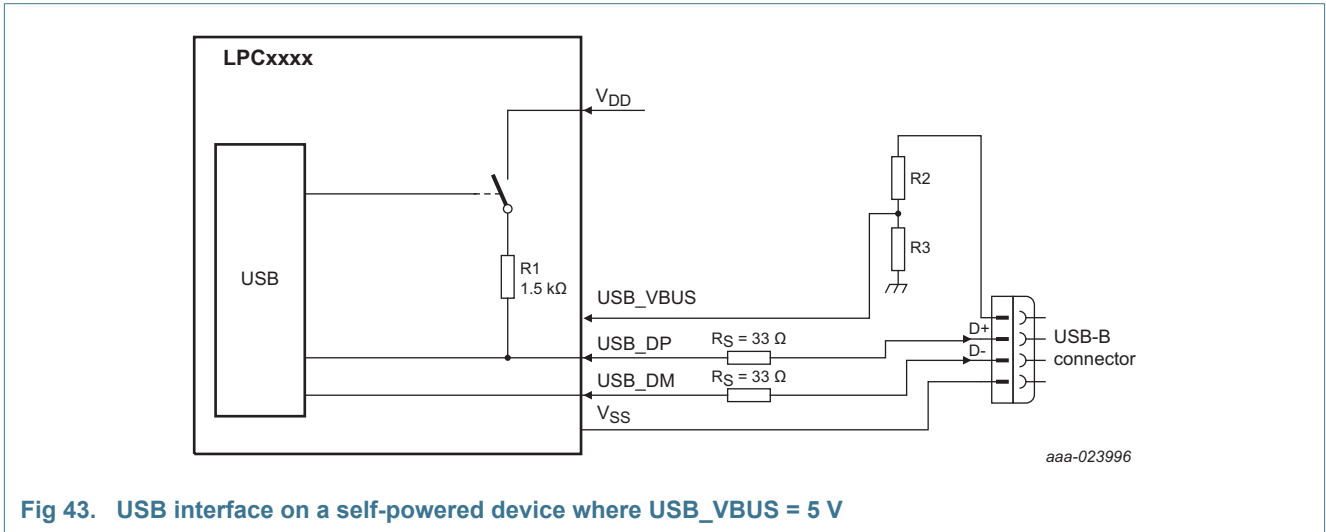 LPCxxxx
VDD
R2
R3
USB
R1
1.5 kΩ
USB_VBUS
D+
USB_DP
RS = 33 Ω
USB-B
connector
D-
USB_DM
RS = 33 Ω
VSS
aaa-023996
Fig 43. USB interface on a self-powered device where USB_VBUS = 5 V